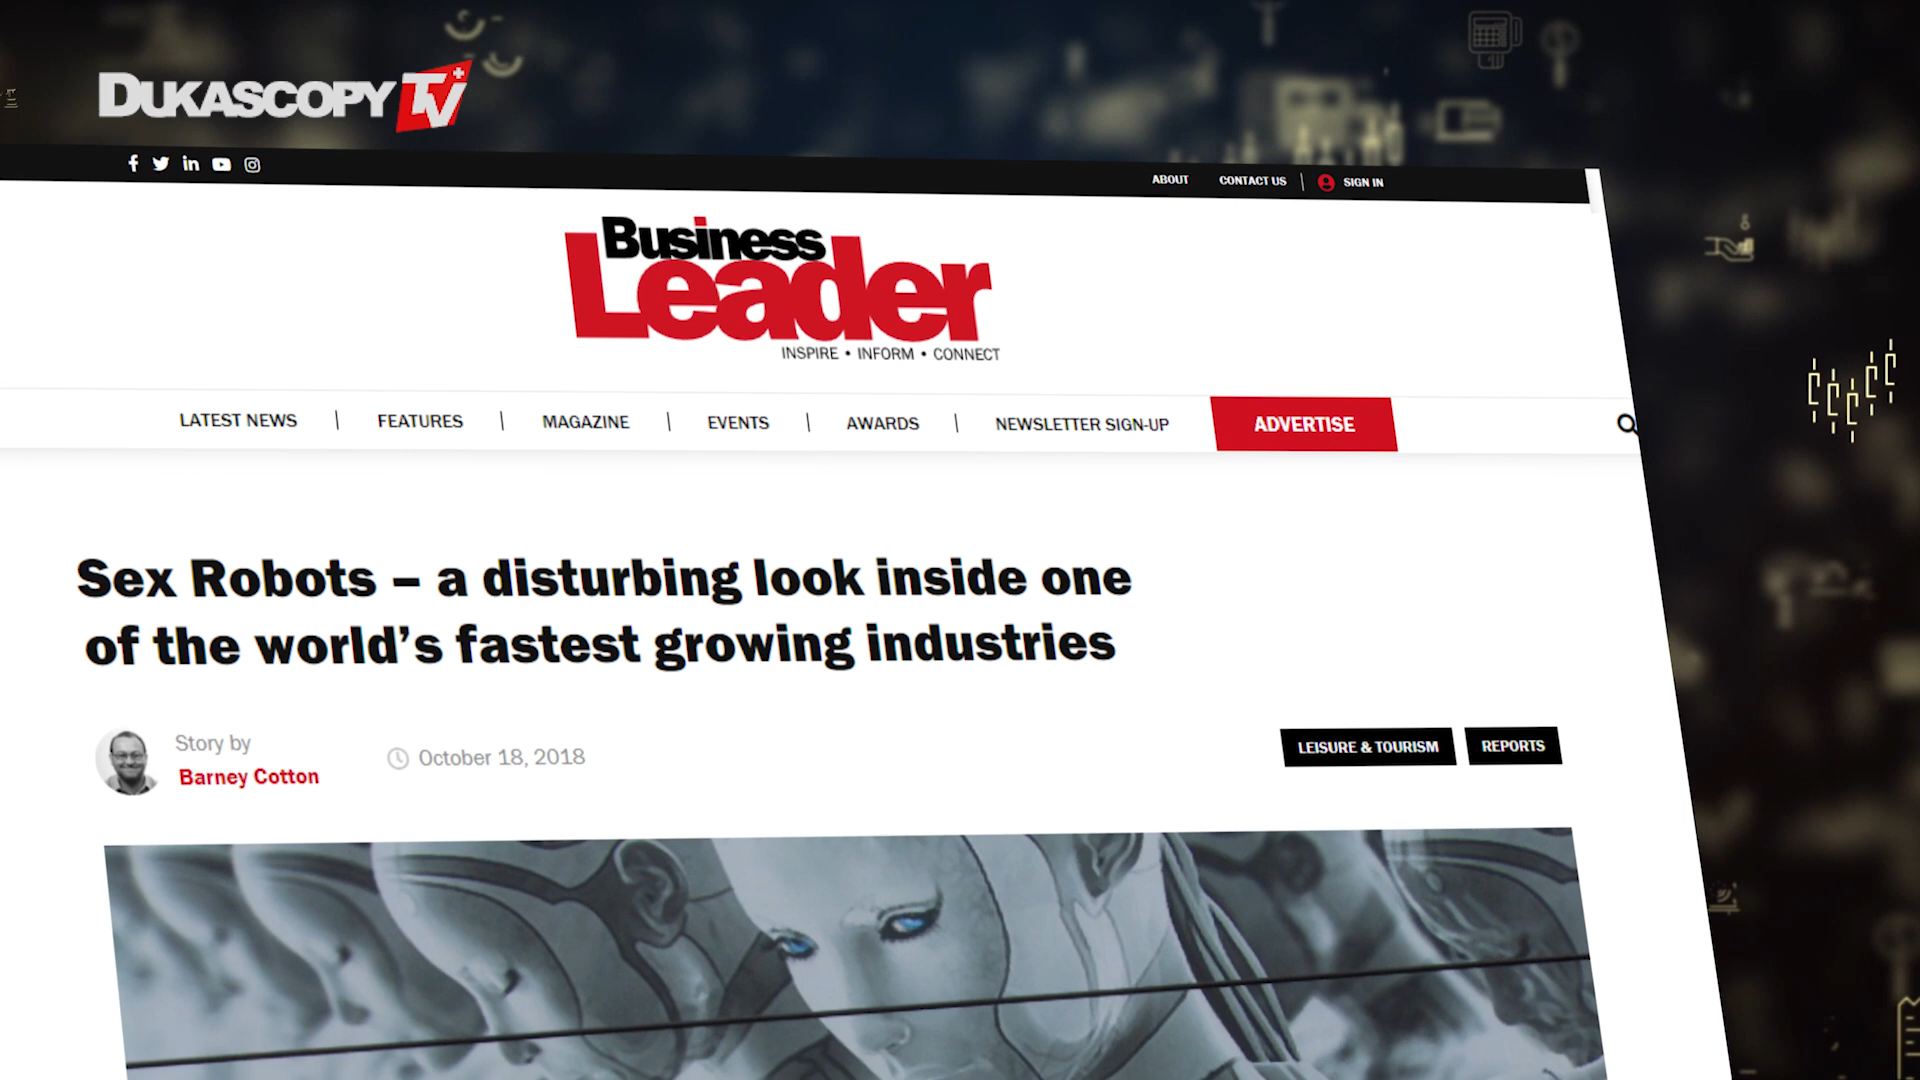 DUKASCOPY TV
ABOUT
CONTACT US
SIGN IN
Business
Leader
INSPIRE • INFORM • CONNECT
LATEST NEWS
FEATURES
MAGAZINE
EVENTS
AWARDS
NEWSLETTER SIGN-UP
ADVERTISE
Sex Robots – a disturbing look inside one
of the world’s fastest growing industries
Story by
Barney Cotton
October 18, 2018
LEISURE & TOURISM
REPORTS